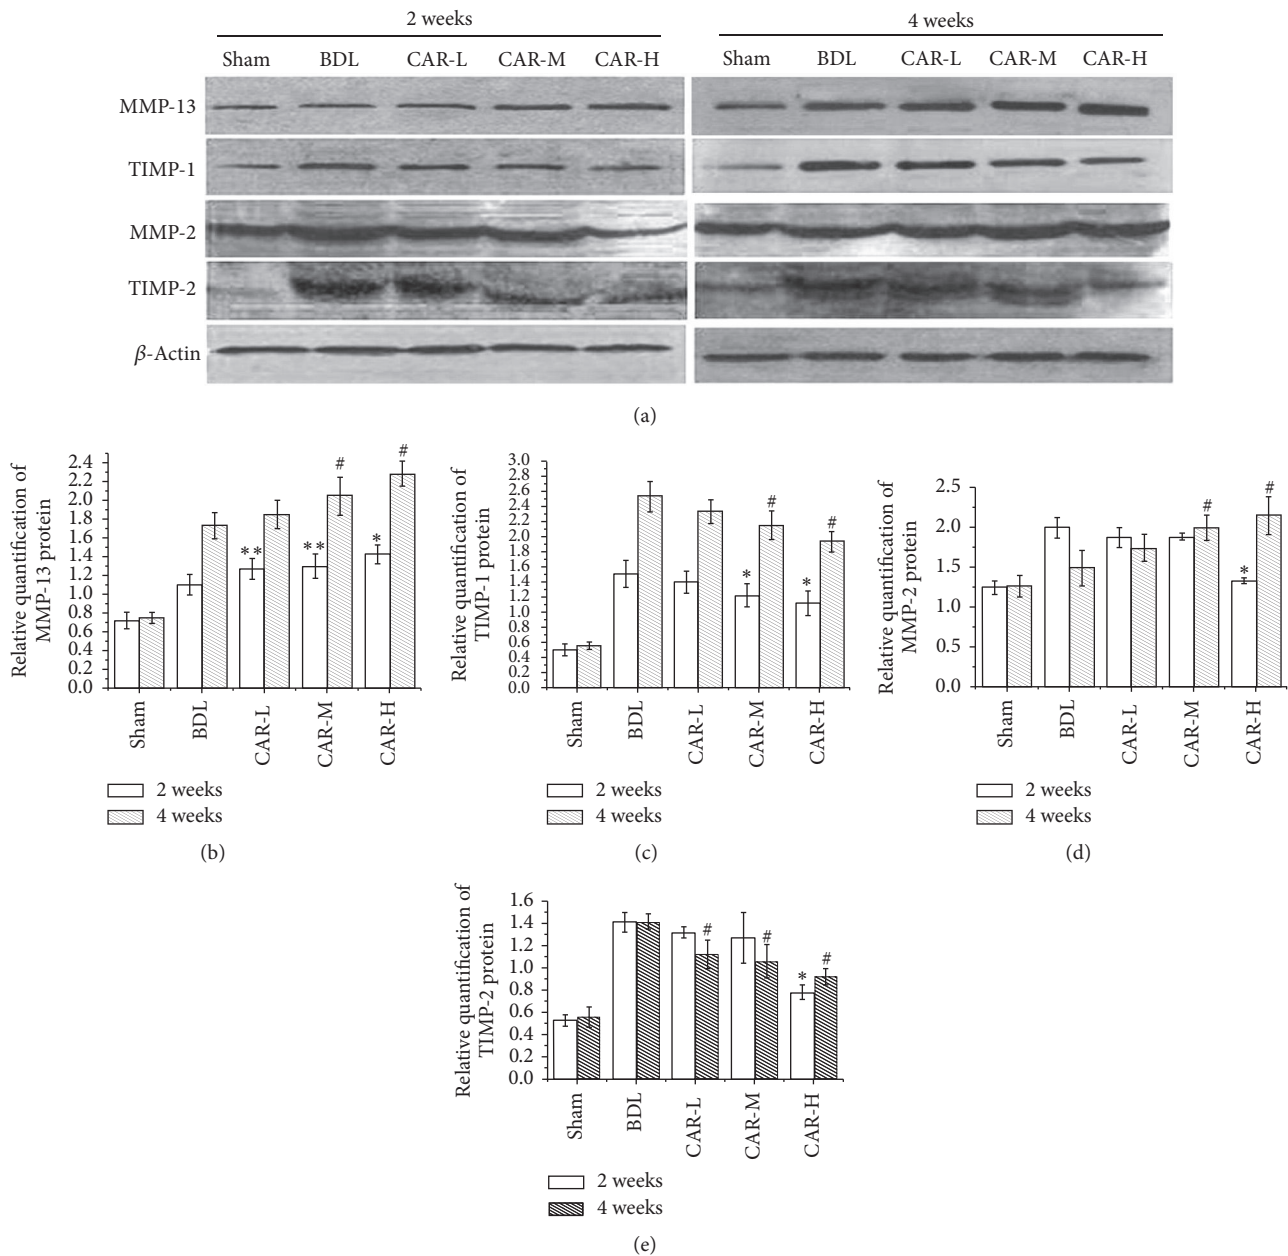 2 weeks
4 weeks
Sham BDL CAR-L CAR-M CAR-H
Sham BDL CAR-L CAR-M CAR-H
MMP-13
TIMP-1
MMP-2
TIMP-2
β-Actin
(a)
Relative quantification of
MMP-13 protein
2.4
2.2
2.0
1.8
1.6
1.4
1.2
1.0
0.8
0.6
0.4
0.2
0.0
** ** * # #
Sham
BDL
CAR-L
CAR-M
CAR-H
2 weeks
4 weeks
(b)
Relative quantification of
TIMP-1 protein
3.0
2.8
2.6
2.4
2.2
2.0
1.8
1.6
1.4
1.2
1.0
0.8
0.6
0.4
0.2
0.0
* # * #
Sham
BDL
CAR-L
CAR-M
CAR-H
2 weeks
4 weeks
(c)
Relative quantification of
MMP-2 protein
2.5
2.0
1.5
1.0
0.5
0.0
# * #
Sham
BDL
CAR-L
CAR-M
CAR-H
2 weeks
4 weeks
(d)
Relative quantification of
TIMP-2 protein
1.6
1.4
1.2
1.0
0.8
0.6
0.4
0.2
0.0
# # * #
Sham
BDL
CAR-L
CAR-M
CAR-H
2 weeks
4 weeks
(e)